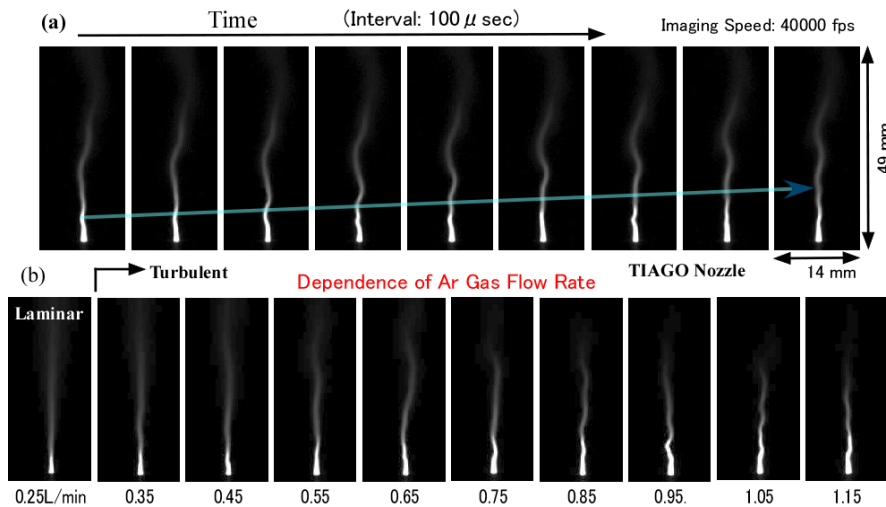 (a) Time (Interval: 100 μ sec) Imaging Speed: 40000 fps
49 mm
14 mm
(b) Turbulent Dependence of Ar Gas Flow Rate TIAGO Nozzle
Laminar
0.25L/min 0.35 0.45 0.55 0.65 0.75 0.85 0.95. 1.05 1.15